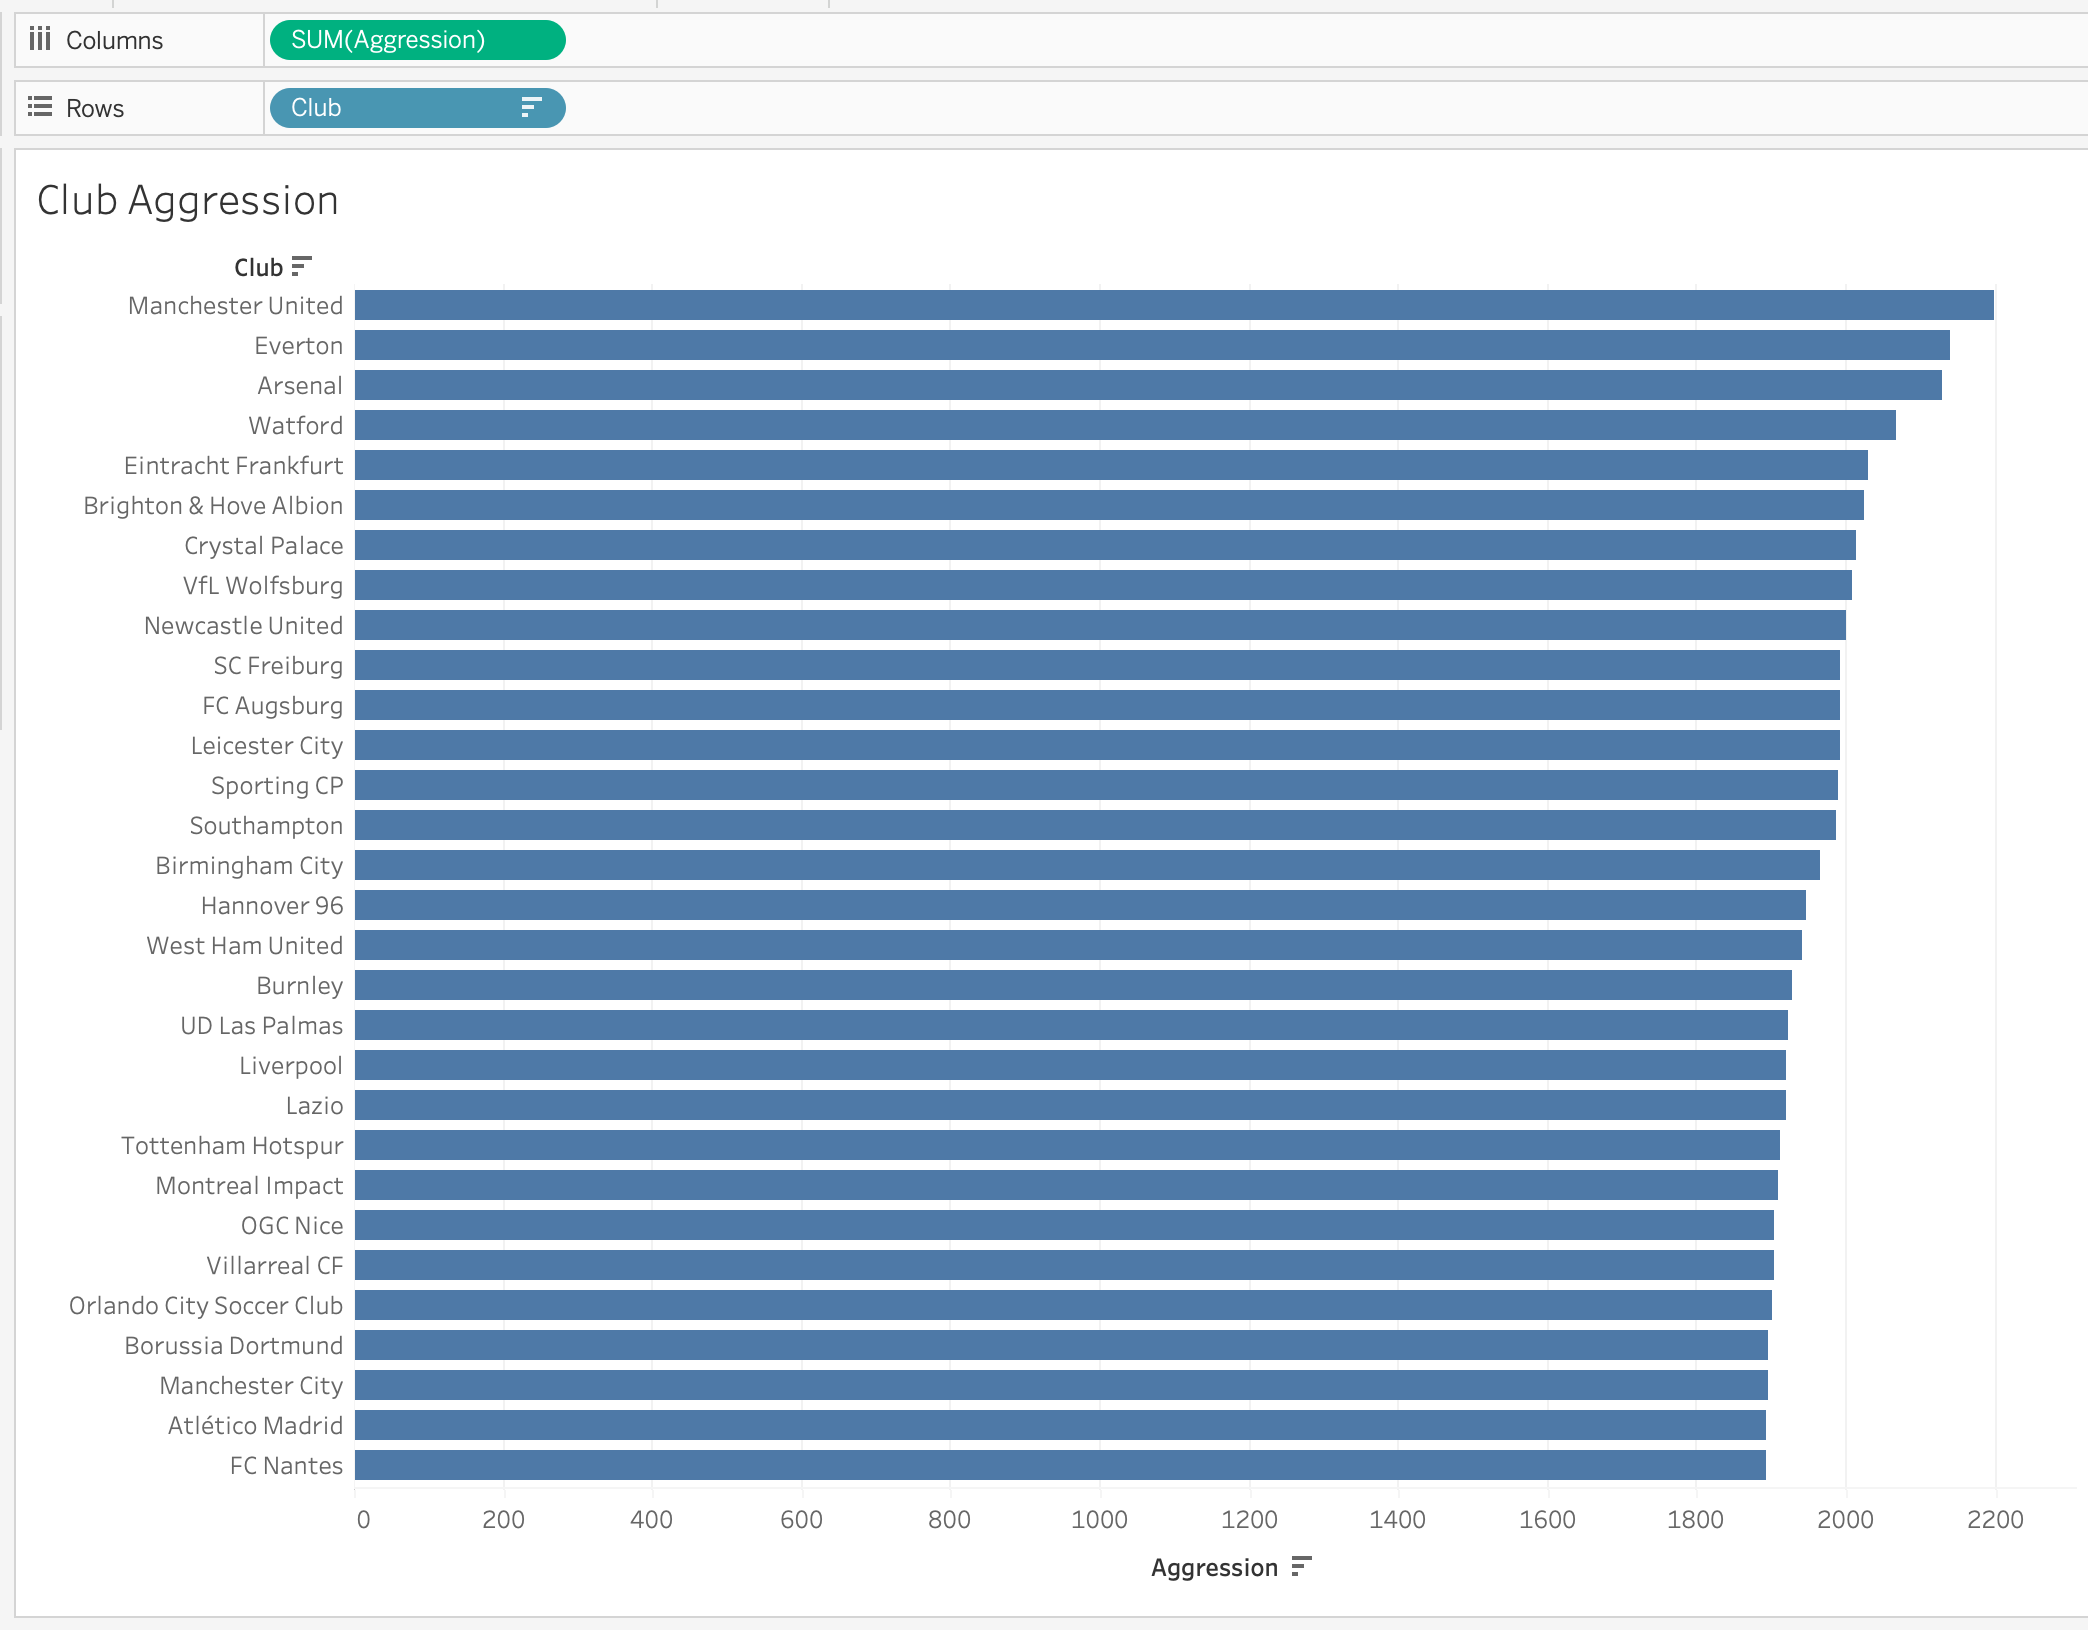 Columns
SUM(Aggression)
Rows
Club
Club Aggression
Club
Manchester United
Everton
Arsenal
Watford
Eintracht Frankfurt
Brighton & Hove Albion
Crystal Palace
VfL Wolfsburg
Newcastle United
SC Freiburg
FC Augsburg
Leicester City
Sporting CP
Southampton
Birmingham City
Hannover 96
West Ham United
Burnley
UD Las Palmas
Liverpool
Lazio
Tottenham Hotspur
Montreal Impact
OGC Nice
Villarreal CF
Orlando City Soccer Club
Borussia Dortmund
Manchester City
Atlético Madrid
FC Nantes
0 200 400 600 800 1000 1200 1400 1600 1800 2000 2200
Aggression